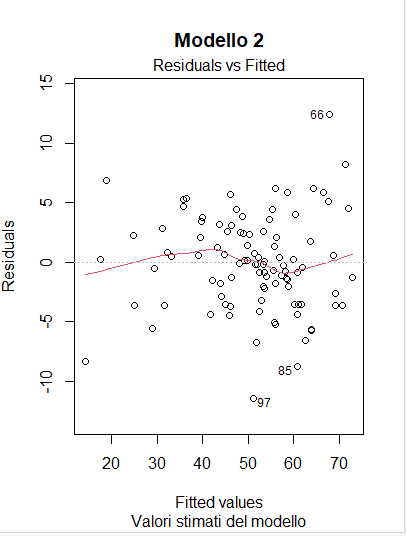 Modello 2
Residuals vs Fitted
15
10
5
0
-5
-10
Residuals
66
85
97
20 30 40 50 60 70
Fitted values
Valori stimati del modello